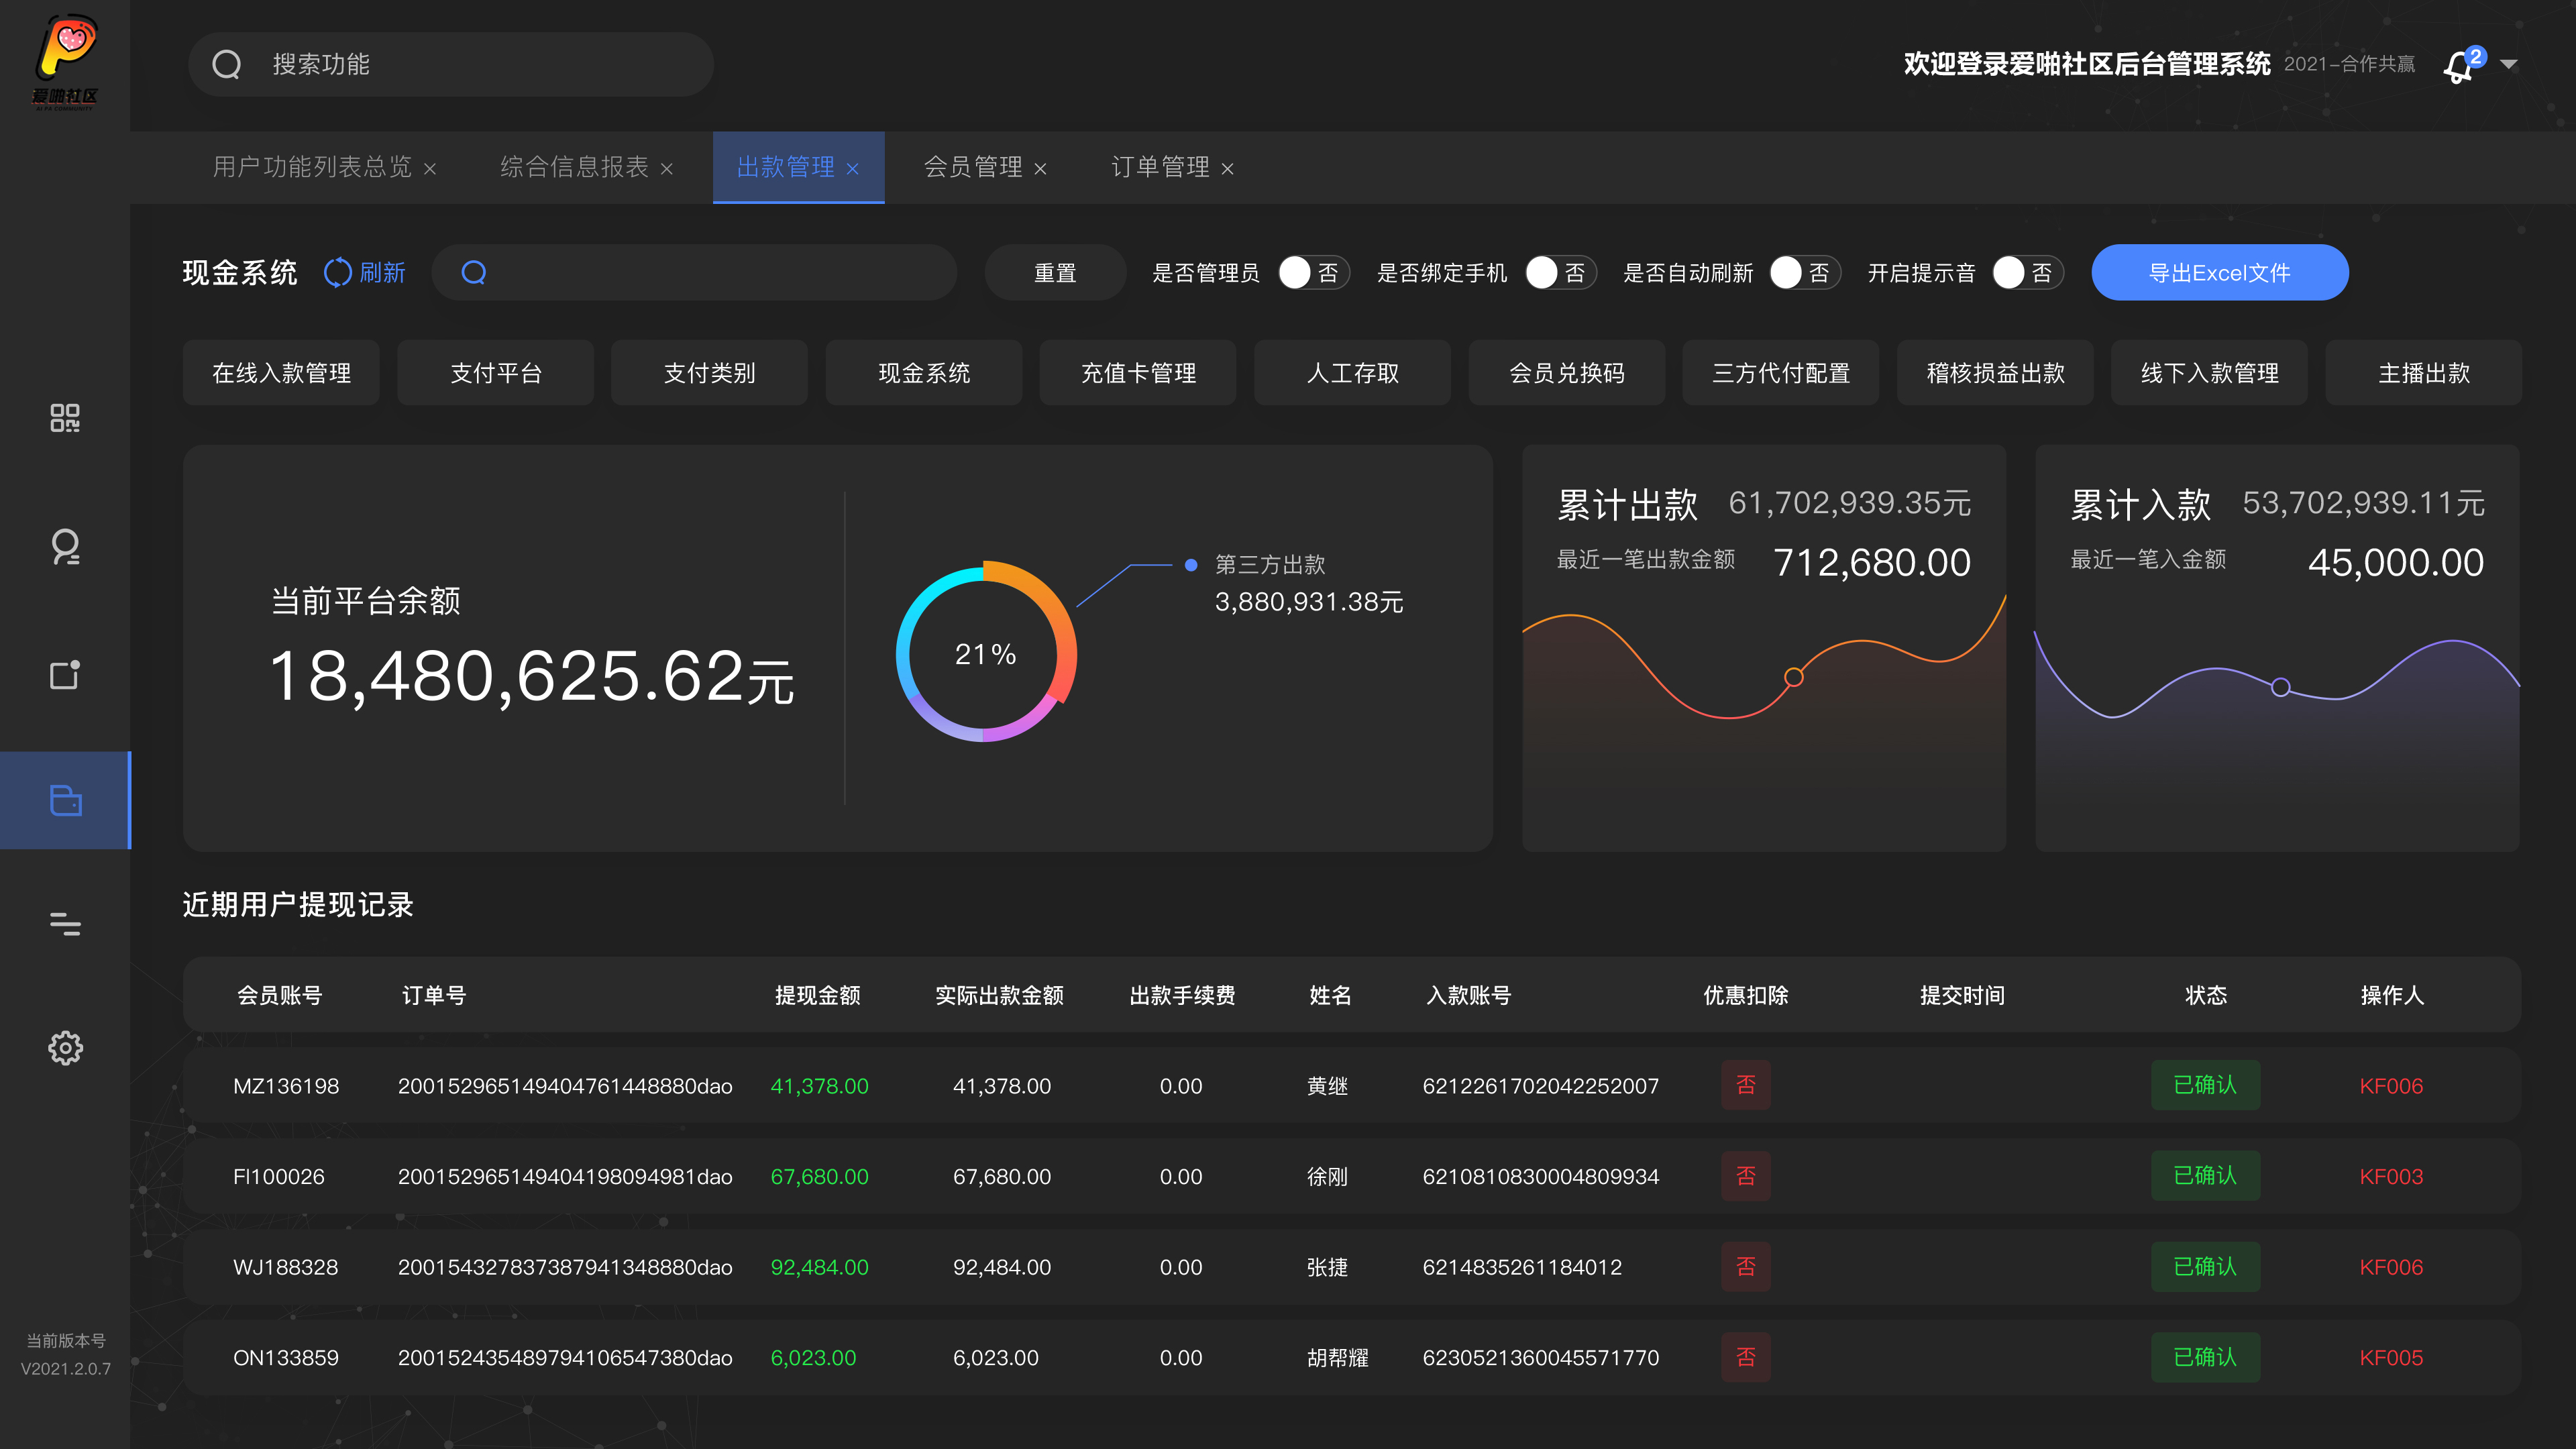 爱啪社区
AI PA COMMUNITY
搜索功能
欢迎登录爱啪社区后台管理系统 2021-合作共赢 2
用户功能列表总览 × 综合信息报表 × 出款管理 × 会员管理 × 订单管理 ×
现金系统 刷新 重置 是否管理员 否 是否绑定手机 否 是否自动刷新 否 开启提示音 否 导出Excel文件
在线入款管理 支付平台 支付类别 现金系统 充值卡管理 人工存取 会员兑换码 三方代付配置 稽核损益出款 线下入款管理 主播出款
当前平台余额
18,480,625.62元
21%
第三方出款
3,880,931.38元
累计出款 61,702,939.35元
最近一笔出款金额 712,680.00
累计入款 53,702,939.11元
最近一笔入金额 45,000.00
近期用户提现记录
会员账号 订单号 提现金额 实际出款金额 出款手续费 姓名 入款账号 优惠扣除 提交时间 状态 操作人
MZ136198 200152965149404761448880dao 41,378.00 41,378.00 0.00 黄继 6212261702042252007 否 已确认 KF006
FI100026 200152965149404198094981dao 67,680.00 67,680.00 0.00 徐刚 6210810830004809934 否 已确认 KF003
WJ188328 200154327837387941348880dao 92,484.00 92,484.00 0.00 张捷 6214835261184012 否 已确认 KF006
ON133859 200152435489794106547380dao 6,023.00 6,023.00 0.00 胡帮耀 6230521360045571770 否 已确认 KF005
当前版本号
V2021.2.0.7